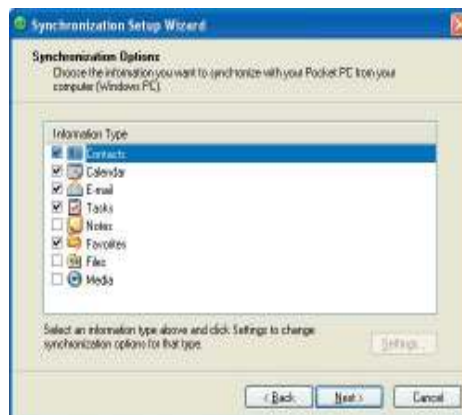 Synchronization Setup Wizard
Synchronization Options
Choose the information you want to synchronize with your Pocket PC from your
computer (Windows PC).
Information Type
Contacts
Calendar
E-mail
Tasks
Notes
Favorites
Files
Media
Select an information type above and click Settings to change
synchronization options for that type.
Settings...
< Back
Next >
Cancel